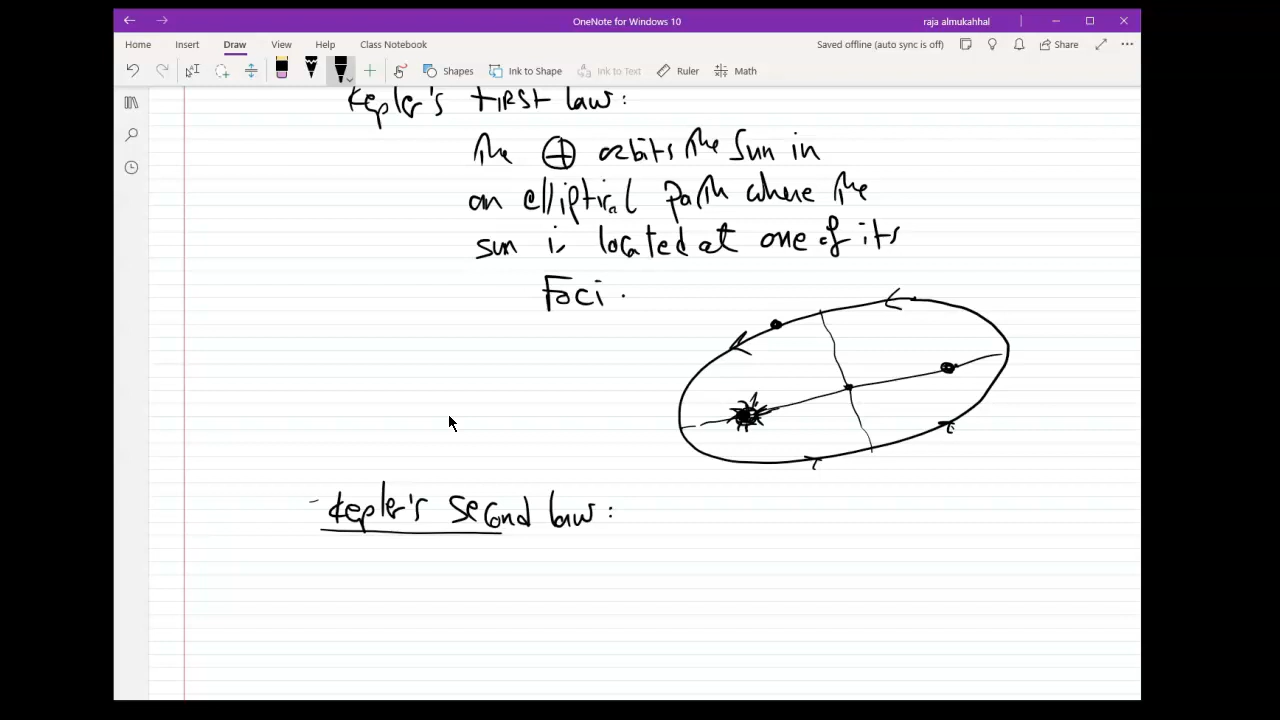 OneNote for Windows 10
raja almukahhal
Home Insert Draw View Help Class Notebook
Saved offline (auto sync is off)
Share
Shapes Ink to Shape Ink to Text Ruler Math
Kepler's FIRST law:
The ⊕ orbits The Sun in
an elliptical path where The
sun is located at one of its
Foci.
- Kepler's Second law: